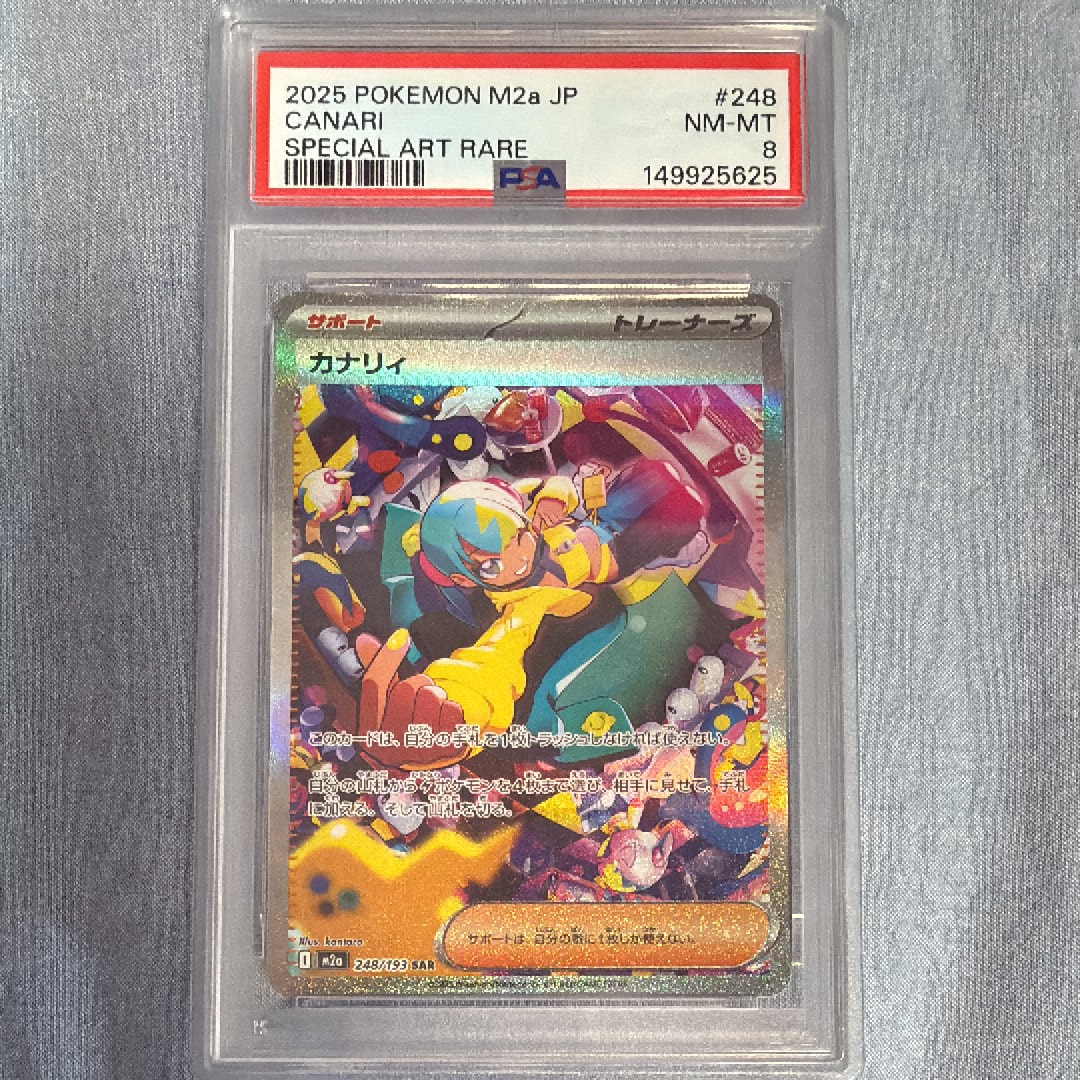 2025 POKEMON M2a JP #248
CANARI NM-MT
SPECIAL ART RARE 8
PSA 149925625
サポート トレーナーズ
カナリィ
このカードは、自分の手札を1枚トラッシュしなければ使えない。
自分の山札から ポケモンを4枚まで選び、相手に見せて、手札
に加える。そして山札を切る。
サポートは、自分の番に1枚しか使えない。
Illus. kantaro
I m2a 248/193 SAR